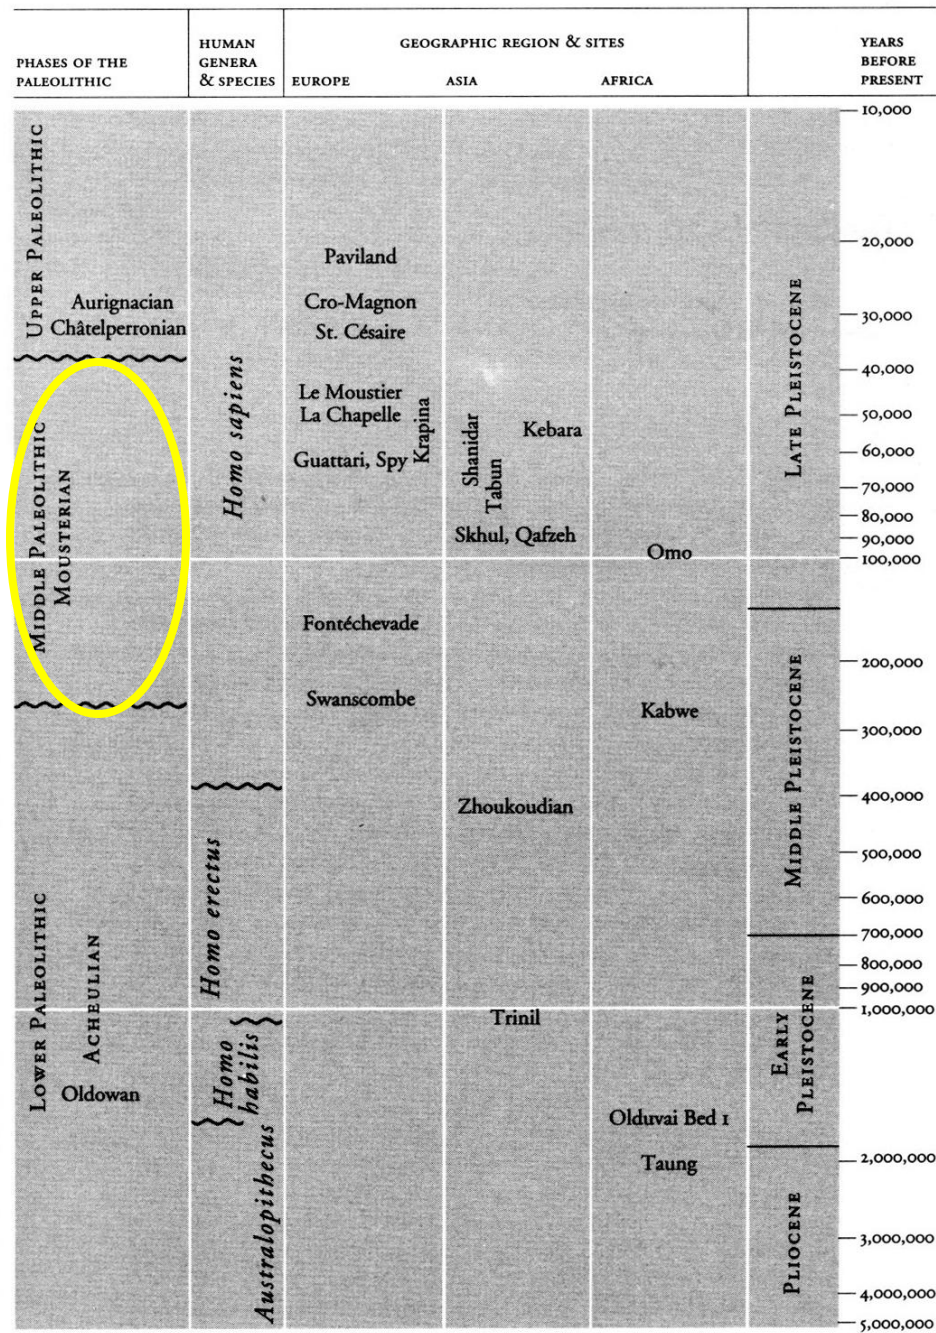 PHASES OF THE
PALEOLITHIC
HUMAN
GENERA
& SPECIES
GEOGRAPHIC REGION & SITES
EUROPE
ASIA
AFRICA
YEARS
BEFORE
PRESENT
UPPER PALEOLITHIC
Aurignacian
Châtelperronian
MIDDLE PALEOLITHIC
MOUSTERIAN
LOWER PALEOLITHIC
ACHEULIAN
Oldowan
Homo sapiens
Homo erectus
Homo
habilis
Australopithecus
Paviland
Cro-Magnon
St. Césaire
Le Moustier
La Chapelle
Krapina
Guattari, Spy
Fontéchevade
Swanscombe
Shanidar
Tabun
Kebara
Skhul, Qafzeh
Zhoukoudian
Trinil
Omo
Kabwe
Olduvai Bed I
Taung
LATE PLEISTOCENE
MIDDLE PLEISTOCENE
EARLY
PLEISTOCENE
PLIOCENE
10,000
20,000
30,000
40,000
50,000
60,000
70,000
80,000
90,000
100,000
200,000
300,000
400,000
500,000
600,000
700,000
800,000
900,000
1,000,000
2,000,000
3,000,000
4,000,000
5,000,000